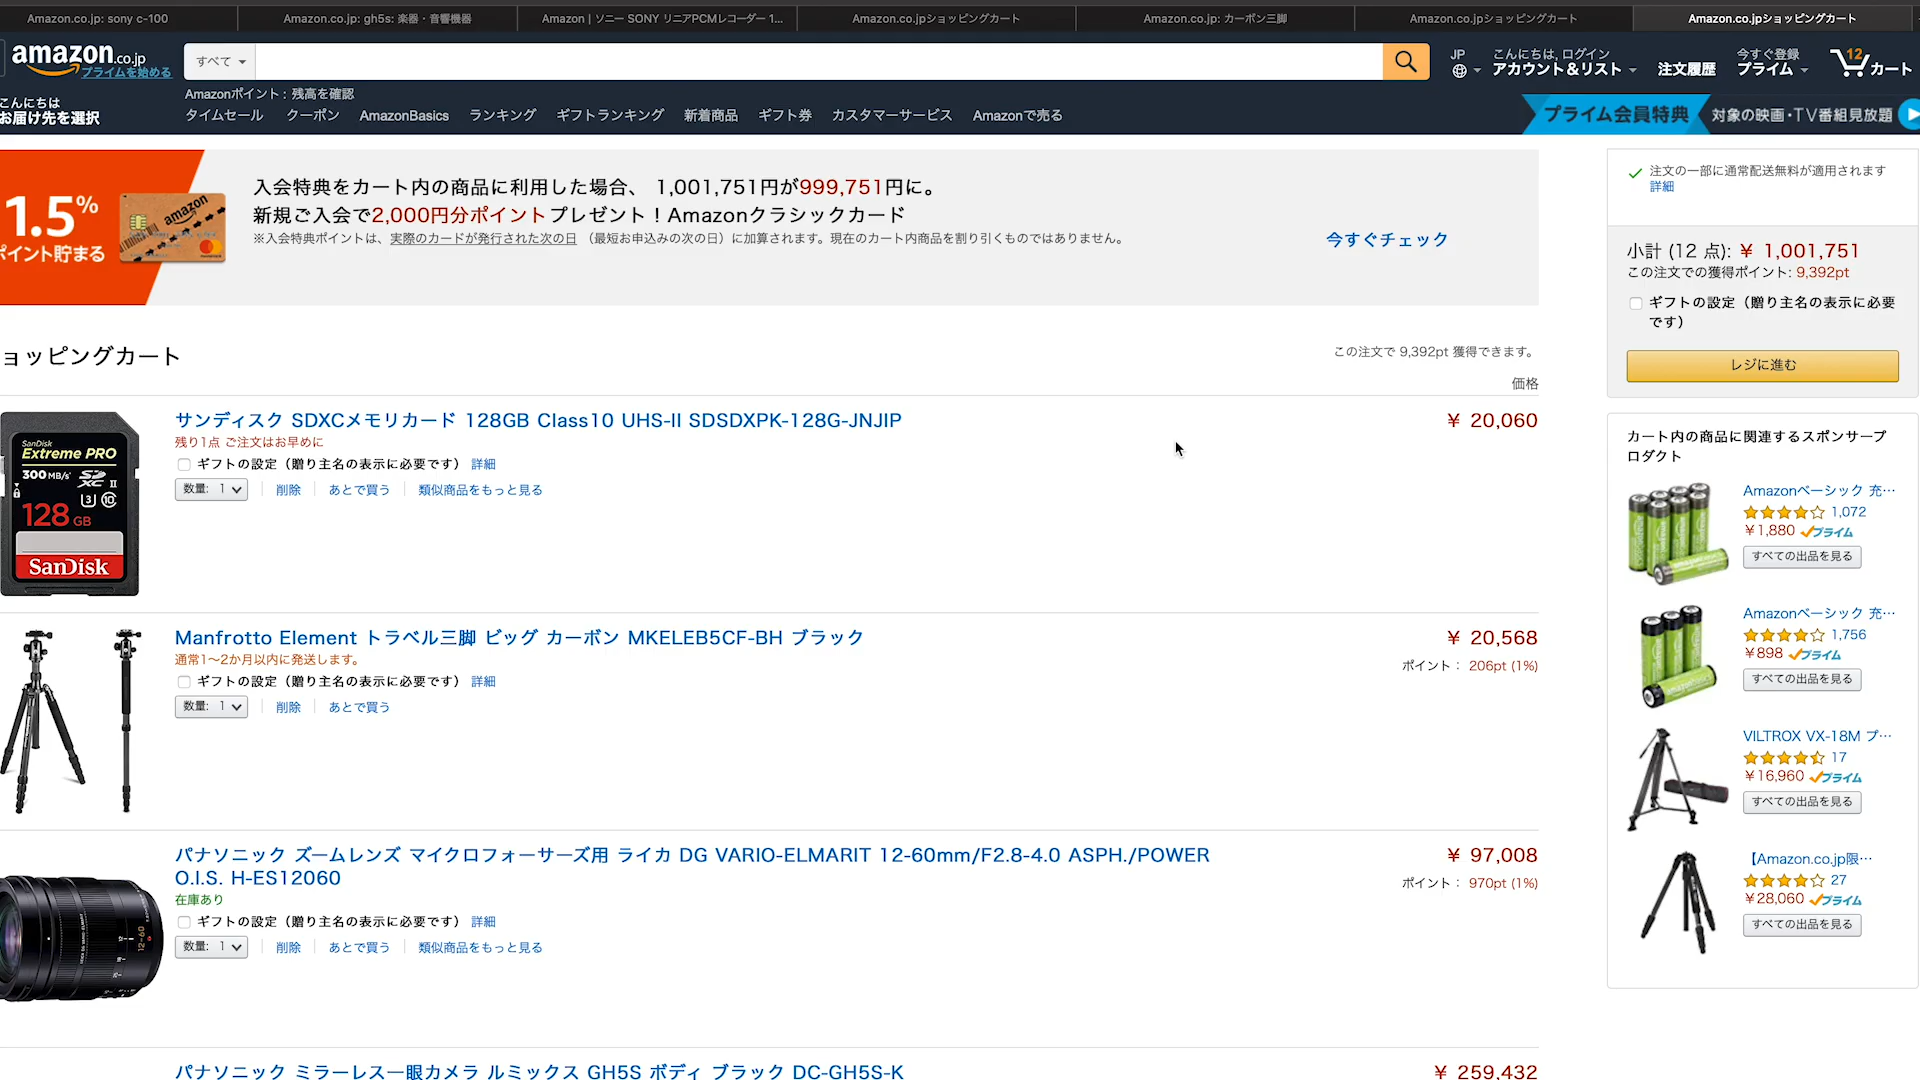 Amazon.co.jp: sony c-100
Amazon.co.jp: gh5s: 楽器・音響機器
Amazon | ソニー SONY リニアPCMレコーダー 1...
Amazon.co.jpショッピングカート
Amazon.co.jp: カーボン三脚
Amazon.co.jpショッピングカート
Amazon.co.jpショッピングカート
amazon.co.jp
プライムを始める
すべて
JP
こんにちは, ログイン
アカウント&リスト
注文履歴
今すぐ登録
プライム
12
カート
こんにちは
お届け先を選択
Amazonポイント：残高を確認
タイムセール クーポン AmazonBasics ランキング ギフトランキング 新着商品 ギフト券 カスタマーサービス Amazonで売る
プライム会員特典 対象の映画・TV番組見放題
1.5%
ポイント貯まる
amazon
入会特典をカート内の商品に利用した場合、 1,001,751円が999,751円に。
新規ご入会で2,000円分ポイントプレゼント！Amazonクラシックカード
※入会特典ポイントは、実際のカードが発行された次の日 （最短お申込みの次の日）に加算されます。現在のカート内商品を割り引くものではありません。
今すぐチェック
注文の一部に通常配送無料が適用されます
詳細
小計 (12 点): ￥ 1,001,751
この注文での獲得ポイント: 9,392pt
ギフトの設定（贈り主名の表示に必要
です）
レジに進む
ョッピングカート
この注文で 9,392pt 獲得できます。
価格
サンディスク SDXCメモリカード 128GB Class10 UHS-II SDSDXPK-128G-JNJIP
￥ 20,060
残り1点 ご注文はお早めに
ギフトの設定（贈り主名の表示に必要です） 詳細
数量: 1 削除 あとで買う 類似商品をもっと見る
SanDisk
Extreme PRO
300 MB/s
SDXC II
U3 10
128 GB
SanDisk
Manfrotto Element トラベル三脚 ビッグ カーボン MKELEB5CF-BH ブラック
￥ 20,568
通常1～2か月以内に発送します。
ポイント： 206pt (1%)
ギフトの設定（贈り主名の表示に必要です） 詳細
数量: 1 削除 あとで買う
パナソニック ズームレンズ マイクロフォーサーズ用 ライカ DG VARIO-ELMARIT 12-60mm/F2.8-4.0 ASPH./POWER
O.I.S. H-ES12060
￥ 97,008
ポイント： 970pt (1%)
在庫あり
ギフトの設定（贈り主名の表示に必要です） 詳細
数量: 1 削除 あとで買う 類似商品をもっと見る
12-60
パナソニック ミラーレス一眼カメラ ルミックス GH5S ボディ ブラック DC-GH5S-K
￥ 259,432
カート内の商品に関連するスポンサープ
ロダクト
Amazonベーシック 充…
1,072
￥1,880 プライム
すべての出品を見る
Amazonベーシック 充…
1,756
￥898 プライム
すべての出品を見る
VILTROX VX-18M プ…
17
￥16,960 プライム
すべての出品を見る
【Amazon.co.jp限…
27
￥28,060 プライム
すべての出品を見る